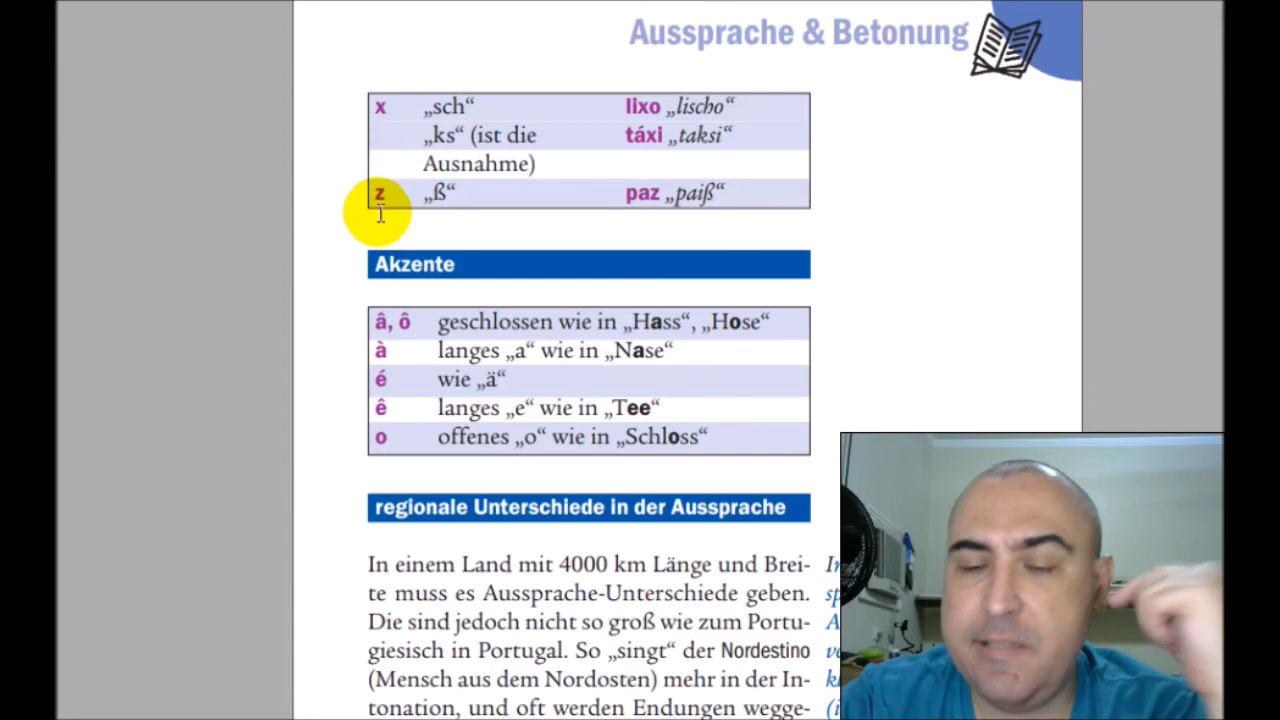 Aussprache & Betonung
x „sch“ lixo „lischo“
„ks“ (ist die táxi „taksi“
Ausnahme)
z „ß“ paz „paiß“
Akzente
â, ô geschlossen wie in „Hass“, „Hose“
à langes „a“ wie in „Nase“
é wie „ä“
ê langes „e“ wie in „Tee“
o offenes „o“ wie in „Schloss“
regionale Unterschiede in der Aussprache
In einem Land mit 4000 km Länge und Brei-
te muss es Aussprache-Unterschiede geben.
Die sind jedoch nicht so groß wie zum Portu-
giesisch in Portugal. So „singt“ der Nordestino
(Mensch aus dem Nordosten) mehr in der In-
tonation, und oft werden Endungen wegge-